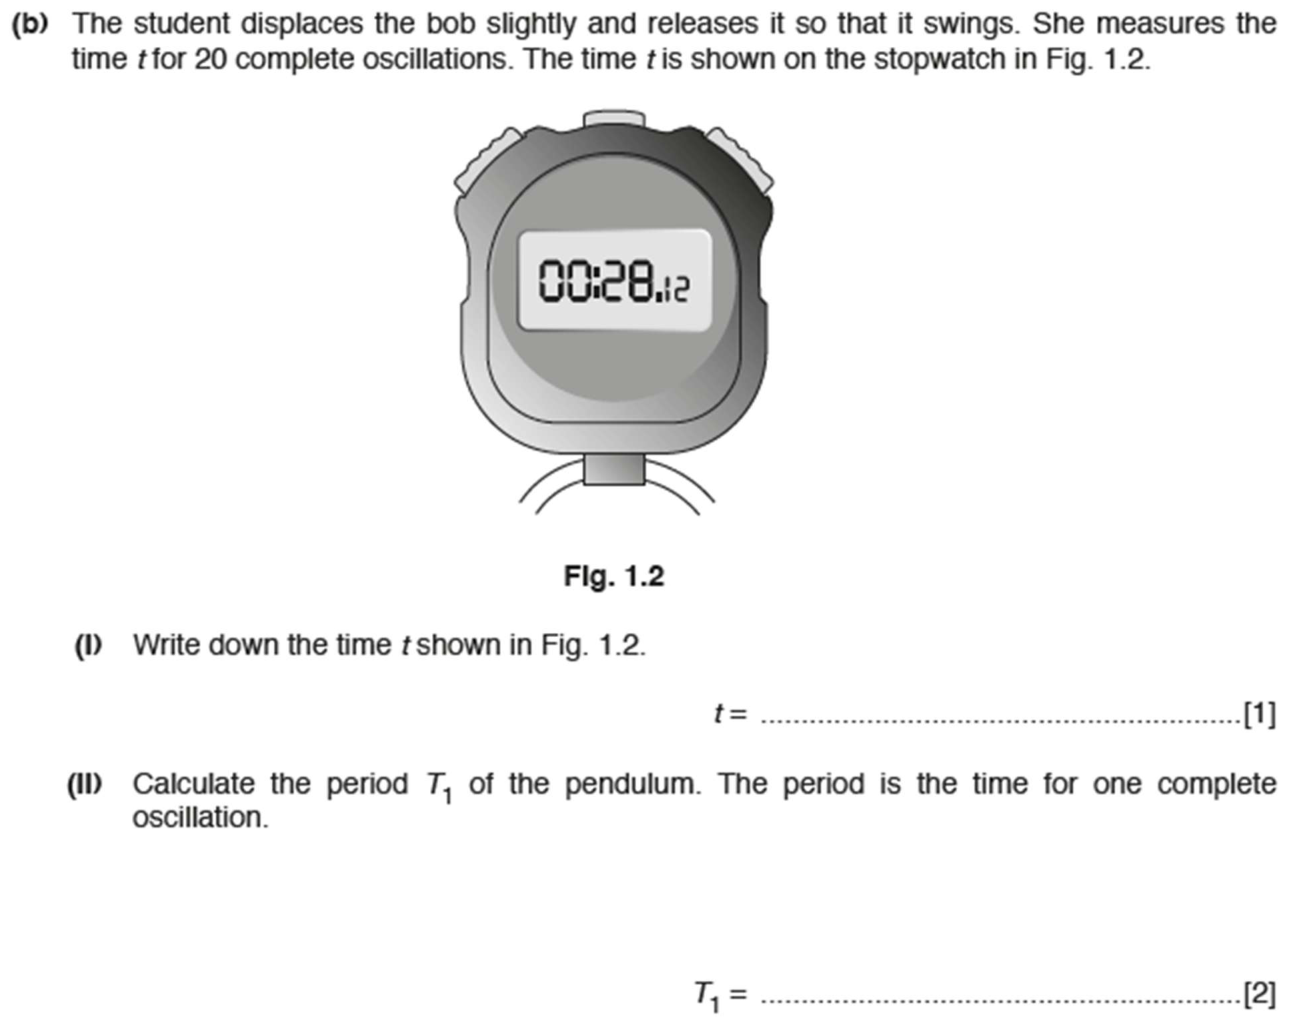 (b) The student displaces the bob slightly and releases it so that it swings. She measures the
time t for 20 complete oscillations. The time t is shown on the stopwatch in Fig. 1.2.
00:28.12
FIg. 1.2
(I) Write down the time t shown in Fig. 1.2.
t = ............................................................[1]
(II) Calculate the period T₁ of the pendulum. The period is the time for one complete
oscillation.
T₁ = ............................................................[2]